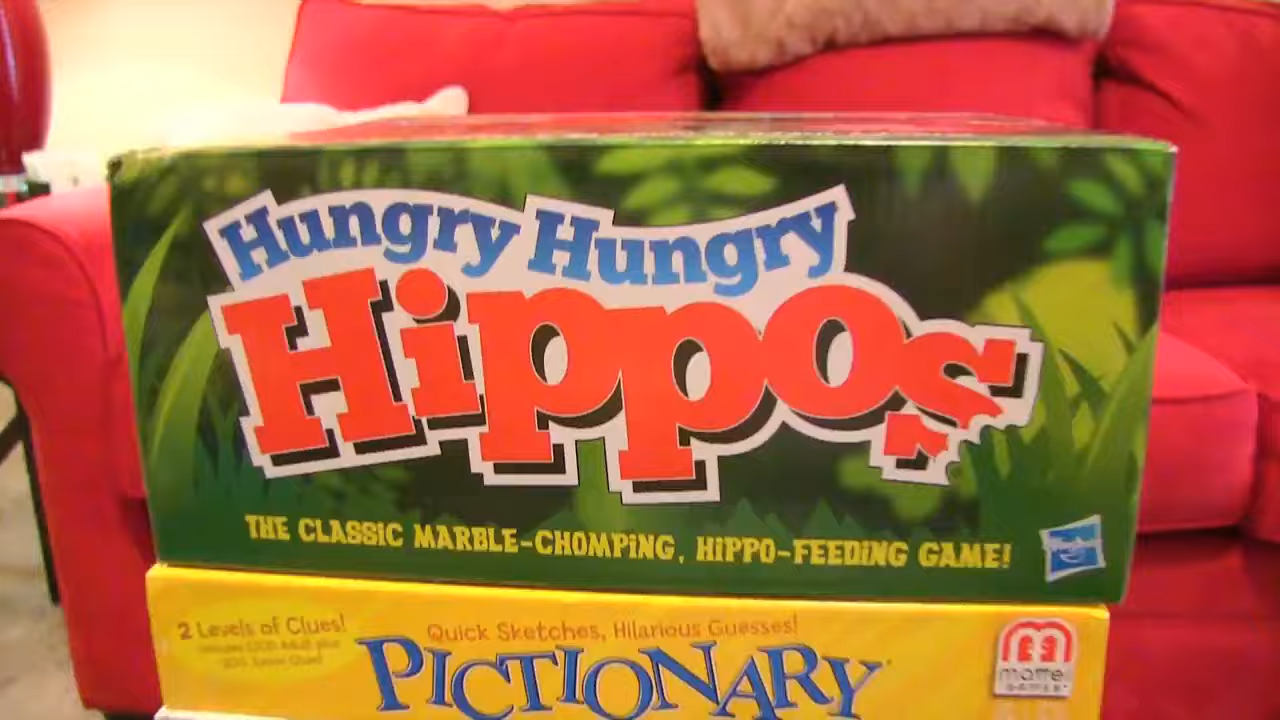 Hungry Hungry
Hippos
THE CLASSIC MARBLE-CHOMPING, HIPPO-FEEDING GAME!
2 Levels of Clues!
Quick Sketches, Hilarious Guesses!
PICTIONARY
mattel
GAMES